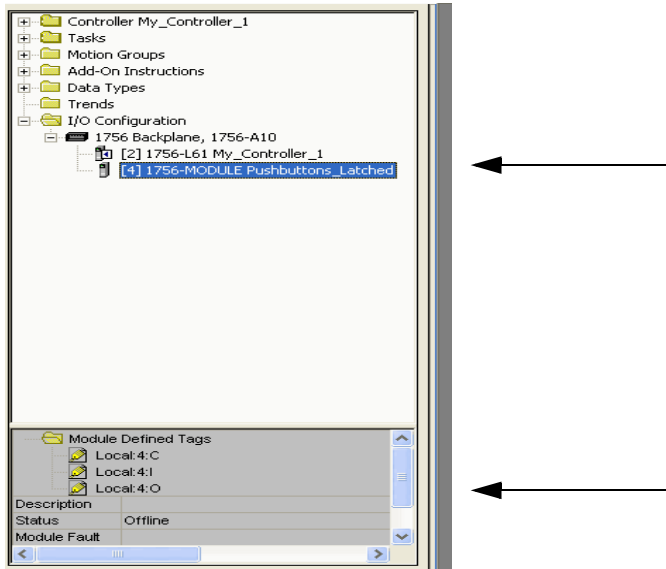 Controller My_Controller_1
Tasks
Motion Groups
Add-On Instructions
Data Types
Trends
I/O Configuration
1756 Backplane, 1756-A10
[2] 1756-L61 My_Controller_1
[4] 1756-MODULE Pushbuttons_Latched
Module Defined Tags
Local:4:C
Local:4:I
Local:4:O
Description
Status Offline
Module Fault